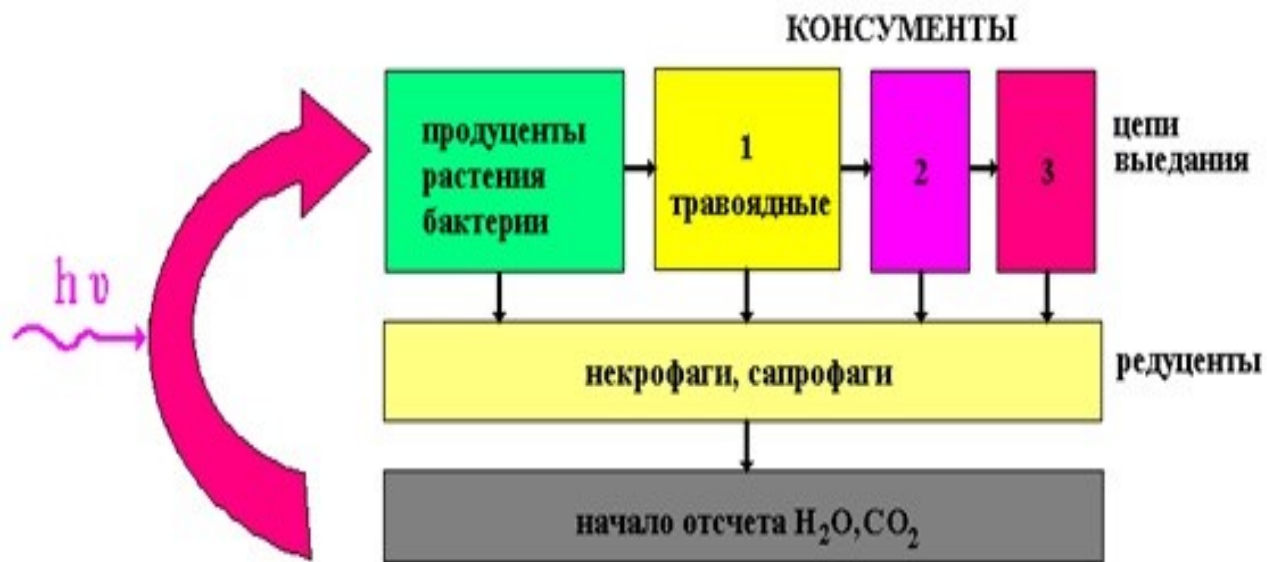 КОНСУМЕНТЫ
продуценты
растения
бактерии
1
травоядные
2
3
цепи
выедания
h υ
некрофаги, сапрофаги
редуценты
начало отсчета H₂O,CO₂